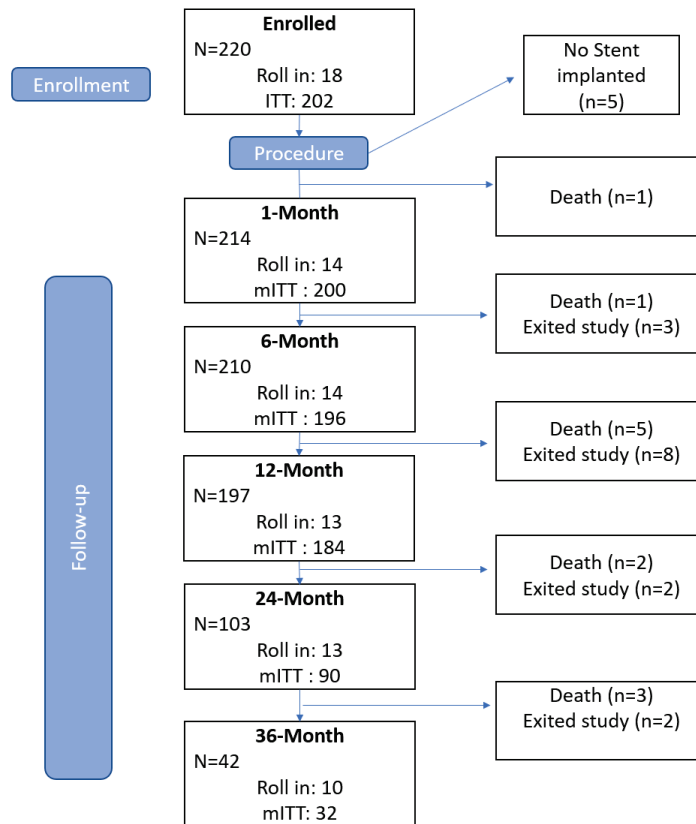 Enrolled
N=220
Roll in: 18
ITT: 202
No Stent
implanted
(n=5)
Enrollment
Procedure
Death (n=1)
1-Month
N=214
Roll in: 14
mITT : 200
Death (n=1)
Exited study (n=3)
6-Month
N=210
Roll in: 14
mITT : 196
Death (n=5)
Exited study (n=8)
12-Month
N=197
Roll in: 13
mITT : 184
Death (n=2)
Exited study (n=2)
24-Month
N=103
Roll in: 13
mITT : 90
Death (n=3)
Exited study (n=2)
36-Month
N=42
Roll in: 10
mITT: 32
Follow-up